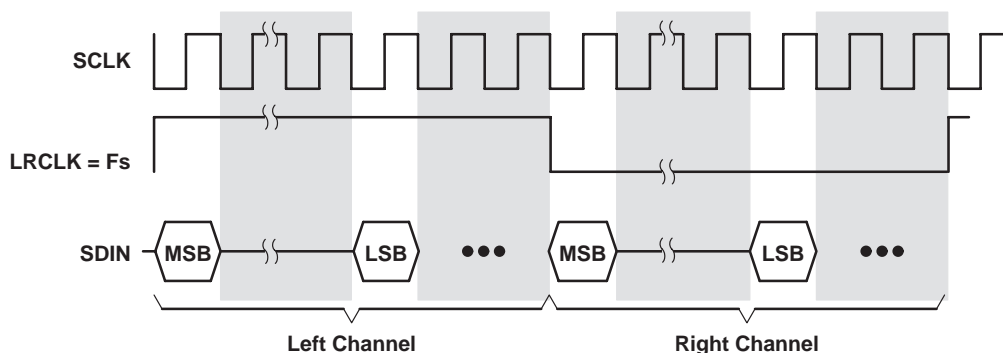 SCLK
LRCLK = Fs
SDIN
MSB
LSB
MSB
LSB
Left Channel
Right Channel